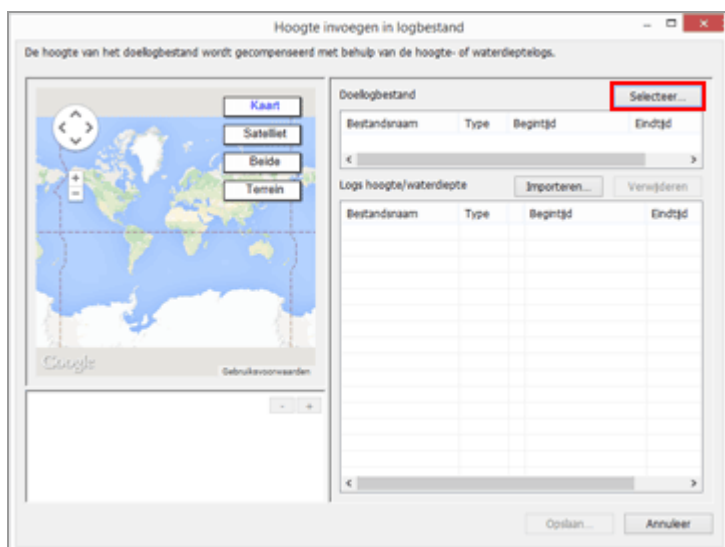 Hoogte invoegen in logbestand
De hoogte van het doellogbestand wordt gecompenseerd met behulp van de hoogte- of waterdieptelogs.
Kaart
Satelliet
Beide
Terrein
Google
Gebruiksvoorwaarden
- +
Doellogbestand Selecteer...
Bestandsnaam Type Begintijd Eindtijd
Logs hoogte/waterdiepte Importeren... Verwijderen
Bestandsnaam Type Begintijd Eindtijd
Opslaan... Annuleer